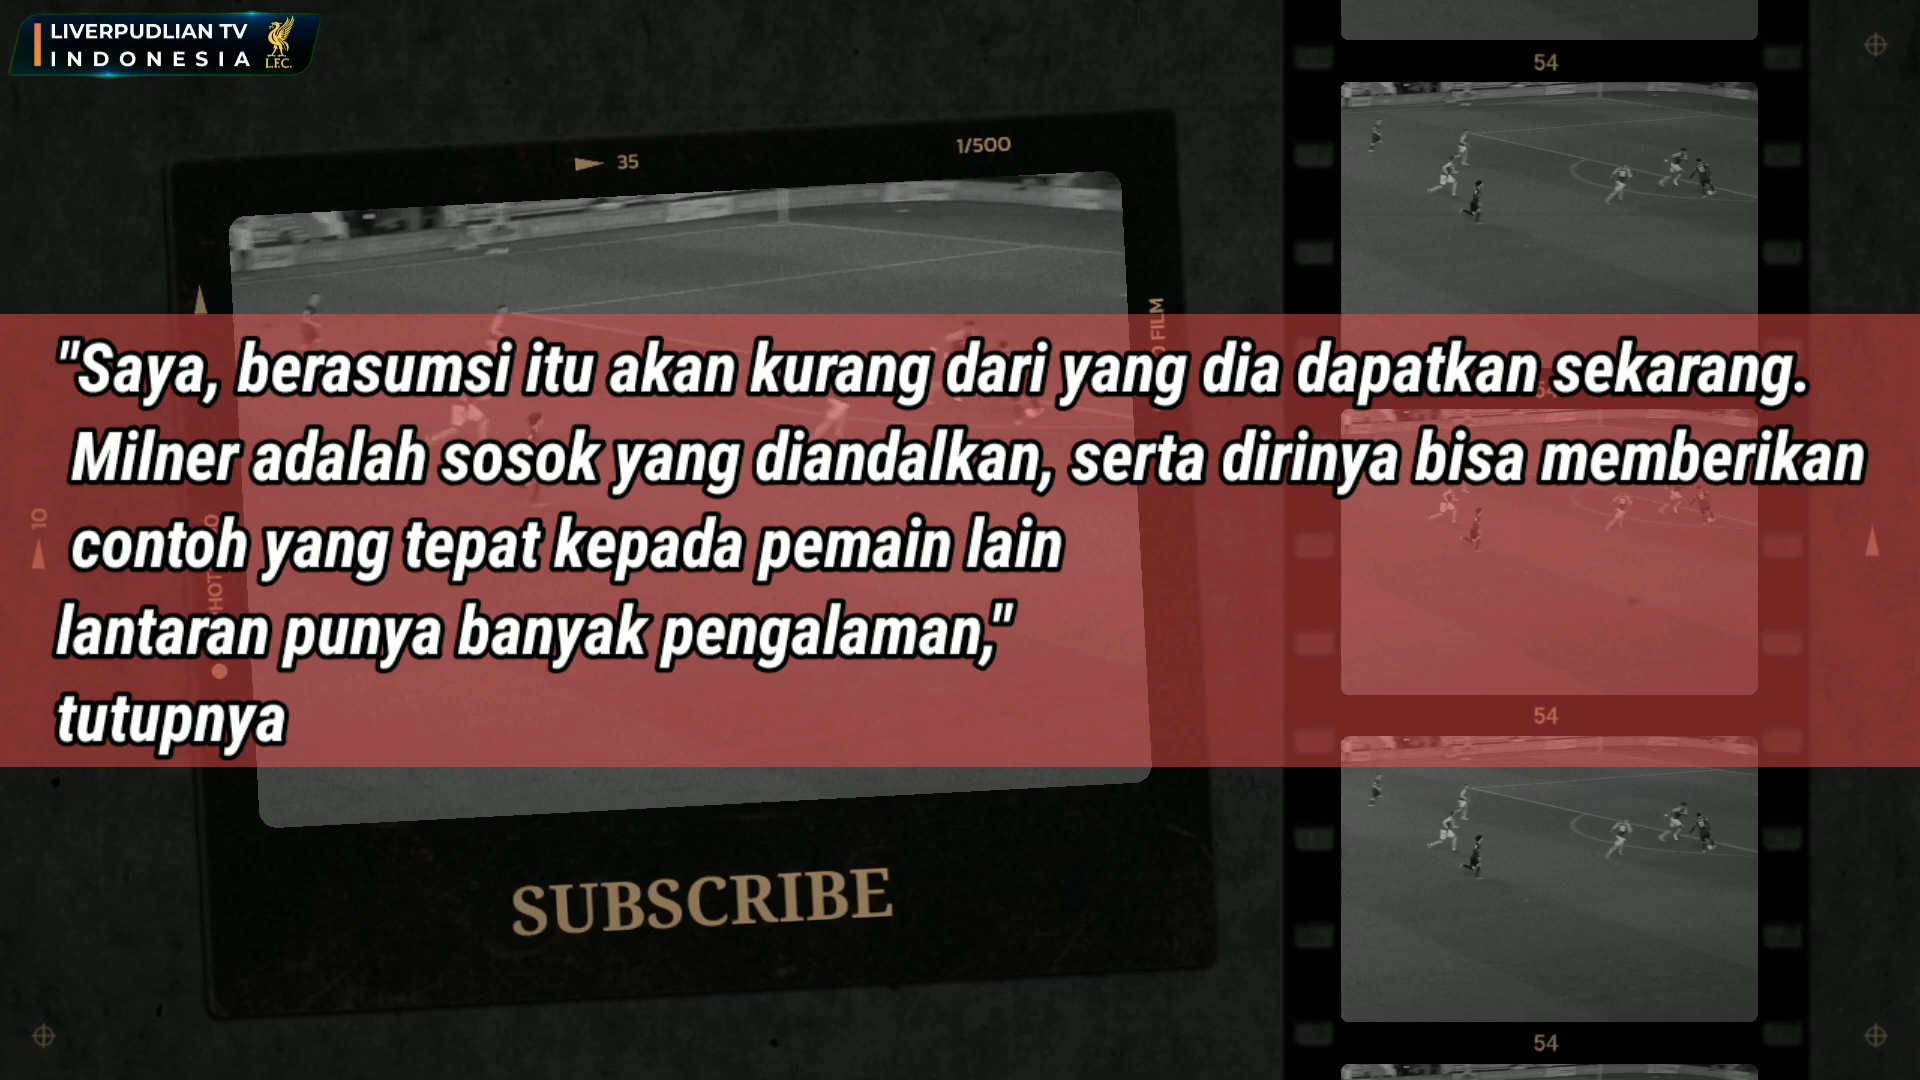 LIVERPUDLIAN TV
INDONESIA
L.F.C.
35
1/500
54
"Saya, berasumsi itu akan kurang dari yang dia dapatkan sekarang.
Milner adalah sosok yang diandalkan, serta dirinya bisa memberikan
contoh yang tepat kepada pemain lain
lantaran punya banyak pengalaman,"
tutupnya
10
FILM
54
SUBSCRIBE
54